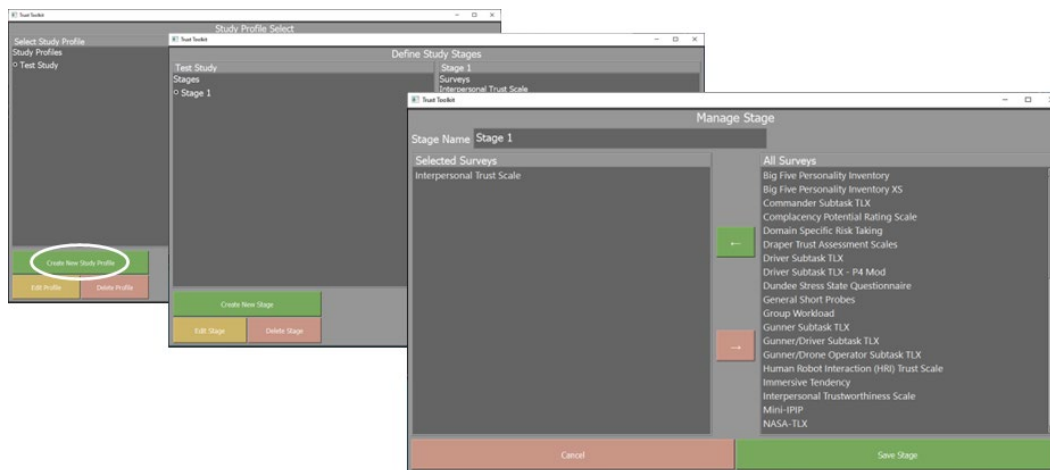 Trust Toolkit
Study Profile Select
Select Study Profile
Study Profiles
Test Study
Create New Study Profile
Edit Profile
Delete Profile
Trust Toolkit
Define Study Stages
Test Study
Stage 1
Stages
Surveys
Stage 1
Interpersonal Trust Scale
Create New Stage
Edit Stage
Delete Stage
Trust Toolkit
Manage Stage
Stage Name Stage 1
Selected Surveys
Interpersonal Trust Scale
←
→
All Surveys
Big Five Personality Inventory
Big Five Personality Inventory XS
Commander Subtask TLX
Complacency Potential Rating Scale
Domain Specific Risk Taking
Draper Trust Assessment Scales
Driver Subtask TLX
Driver Subtask TLX - P4 Mod
Dundee Stress State Questionnaire
General Short Probes
Group Workload
Gunner Subtask TLX
Gunner/Driver Subtask TLX
Gunner/Drone Operator Subtask TLX
Human Robot Interaction (HRI) Trust Scale
Immersive Tendency
Interpersonal Trustworthiness Scale
Mini-IPIP
NASA-TLX
Cancel
Save Stage